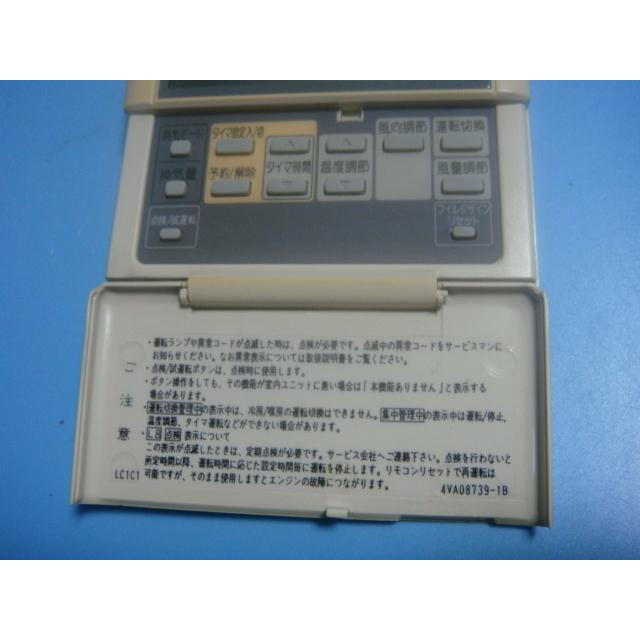 換気モード
タイマ設定入/切
風向調節
運転切換
換気量
予約/解除
タイマ時間
温度調節
風量調節
点検/試運転
フィルタサイン
リセット
ご注意
・運転ランプや異常コードが点滅した時は、点検が必要です。点滅中の異常コードをサービスマンに
お知らせください。なお異常表示については取扱説明書をご覧ください。
・点検/試運転ボタンは、点検時に使用します。
・ボタン操作をしても、その機能が室内ユニットに無い場合は「本機能ありません」と表示する
場合があります。
・運転切換管理中の表示中は、冷房/暖房の運転切換はできません。集中管理中の表示中は運転/停止、
温度調節、タイマ運転などができない場合があります。
・L8 点検 表示について
この表示が点滅したときは、定期点検が必要です。サービス会社へご連絡下さい。点検を行わないと
所定時間以降、運転時間に応じた設定時間毎に運転を停止します。リモコンリセットで再運転は
可能ですが、そのまま使用しますとエンジンの故障につながります。
LC1C1
4VA08739-1B